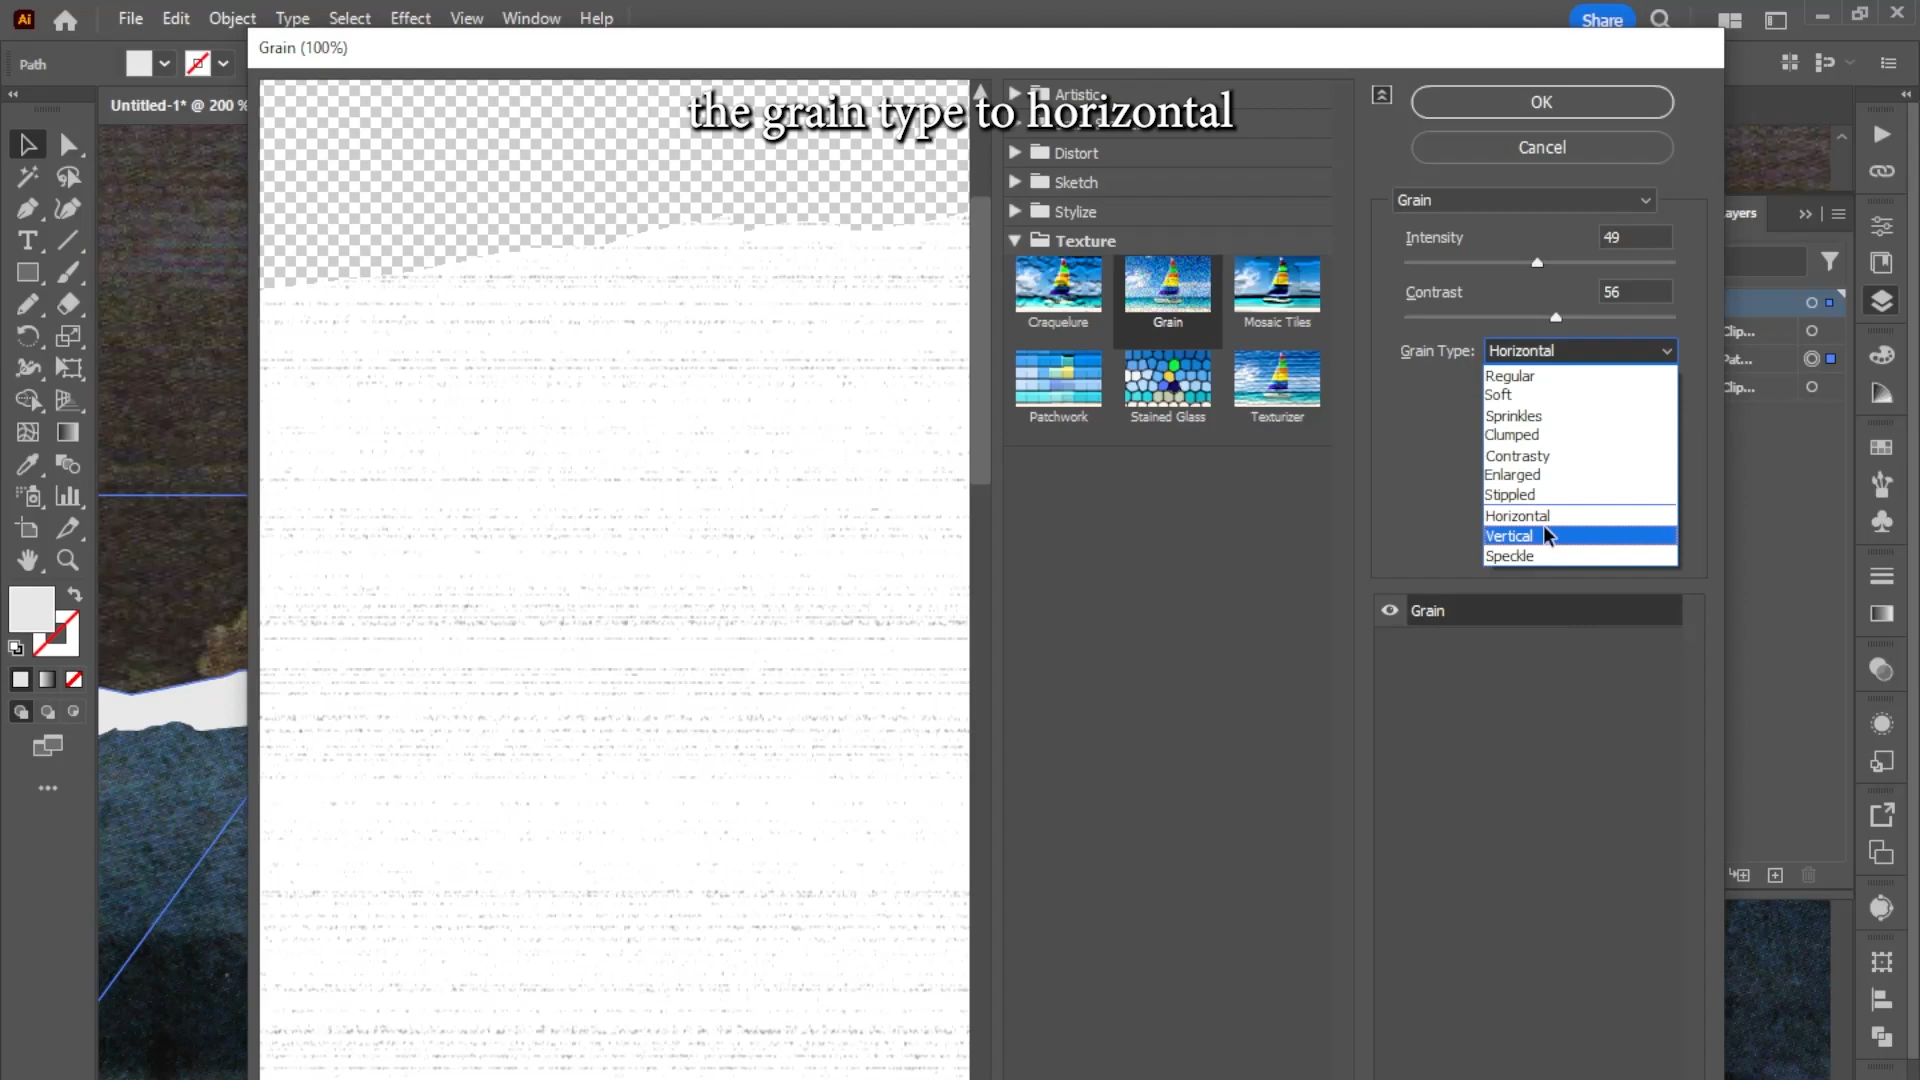 Ai File Edit Object Type Select Effect View Window Help Share
Grain (100%)
Path
Untitled-1* @ 200 %
the grain type to horizontal
Artistic
Distort
Sketch
Stylize
Texture
Craquelure Grain Mosaic Tiles
Patchwork Stained Glass Texturizer
OK
Cancel
Grain
Intensity 49
Contrast 56
Grain Type: Horizontal
Regular
Soft
Sprinkles
Clumped
Contrasty
Enlarged
Stippled
Horizontal
Vertical
Speckle
Grain
ayers
Clip...
Pat...
Clip...